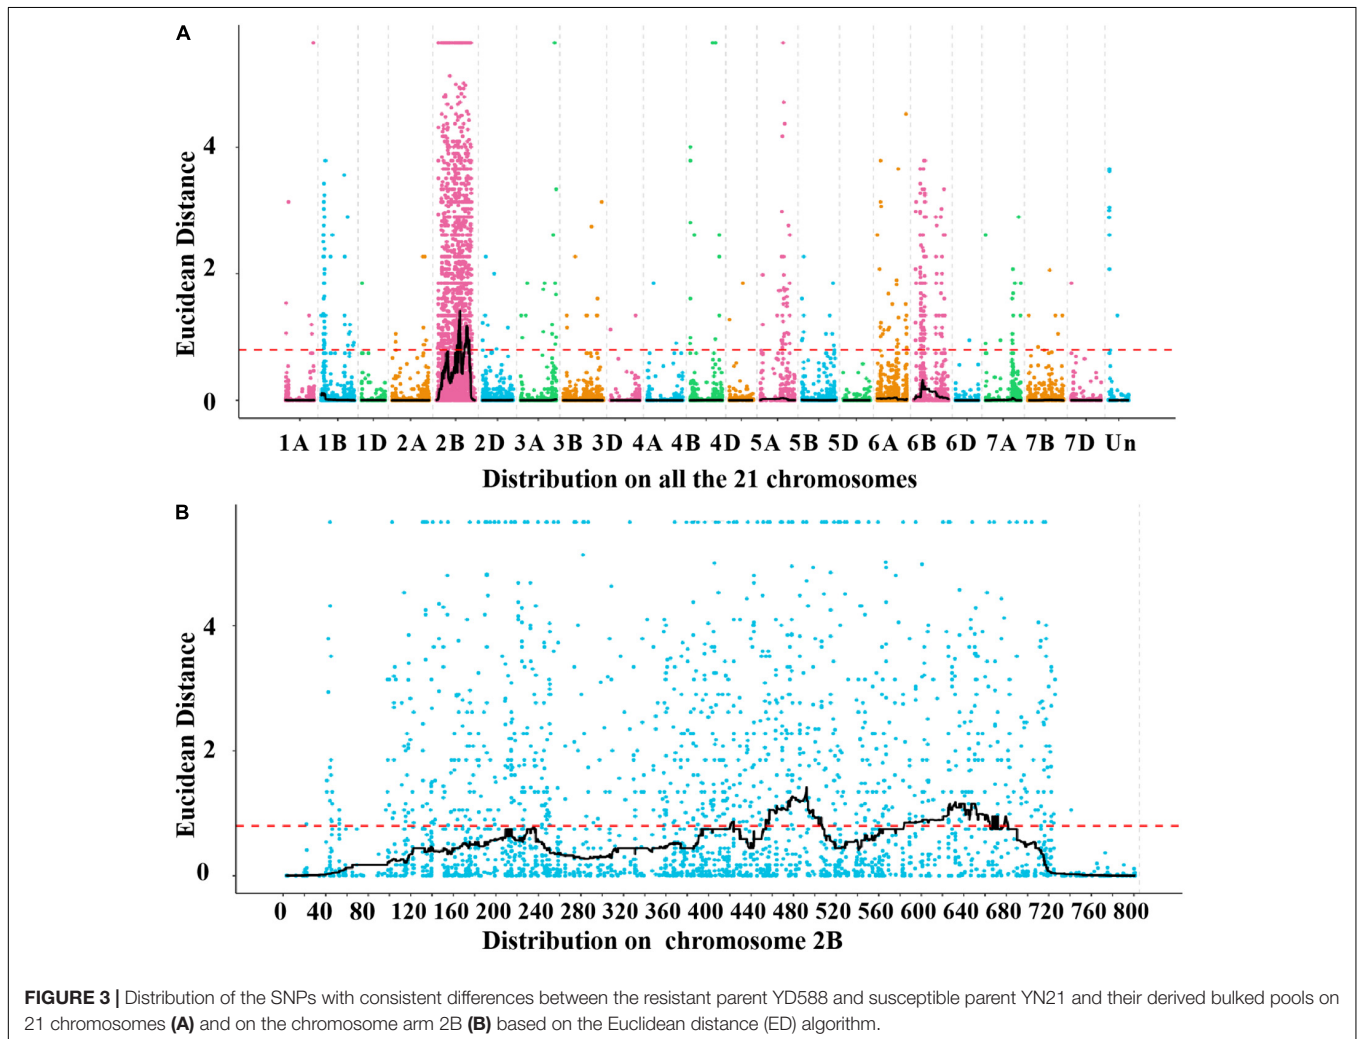 A
Eucidean Distance
4
2
0
1A 1B 1D 2A 2B 2D 3A 3B 3D 4A 4B 4D 5A 5B 5D 6A 6B 6D 7A 7B 7D Un
Distribution on all the 21 chromosomes
B
Eucidean Distance
4
2
0
0 40 80 120 160 200 240 280 320 360 400 440 480 520 560 600 640 680 720 760 800
Distribution on chromosome 2B
FIGURE 3 | Distribution of the SNPs with consistent differences between the resistant parent YD588 and susceptible parent YN21 and their derived bulked pools on
21 chromosomes (A) and on the chromosome arm 2B (B) based on the Euclidean distance (ED) algorithm.